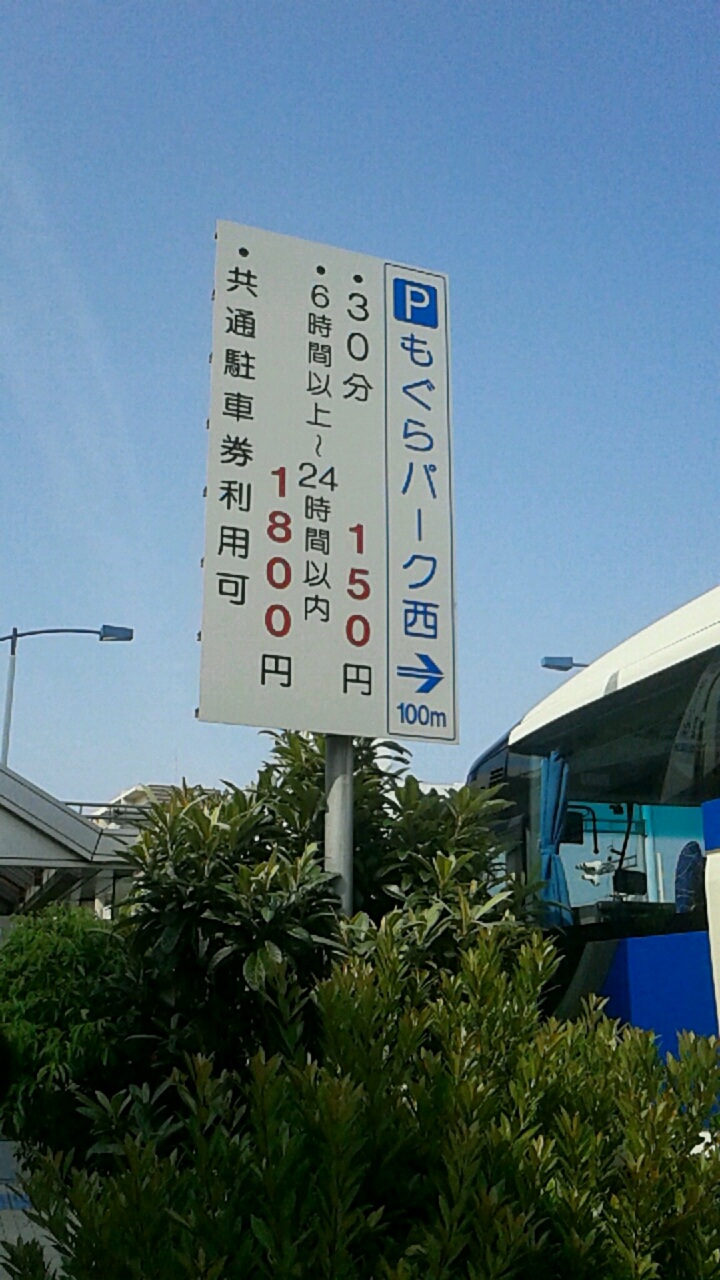 P もぐらパーク西 → 100m
・30分 150円
・6時間以上~24時間以内
1800円
・共通駐車券利用可